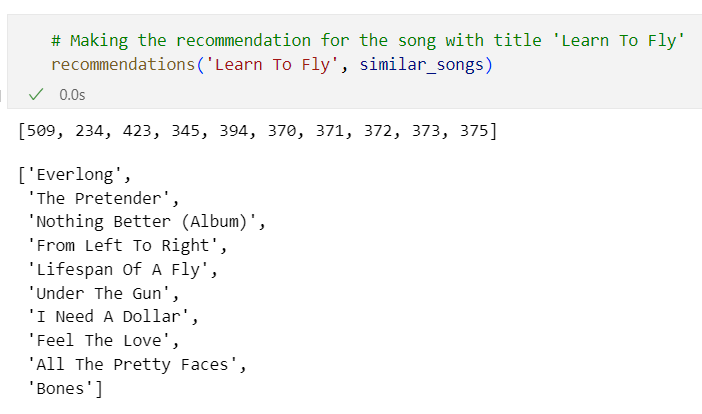 # Making the recommendation for the song with title 'Learn To Fly'
recommendations('Learn To Fly', similar_songs)
0.0s
[509, 234, 423, 345, 394, 370, 371, 372, 373, 375]
['Everlong',
'The Pretender',
'Nothing Better (Album)',
'From Left To Right',
'Lifespan Of A Fly',
'Under The Gun',
'I Need A Dollar',
'Feel The Love',
'All The Pretty Faces',
'Bones']